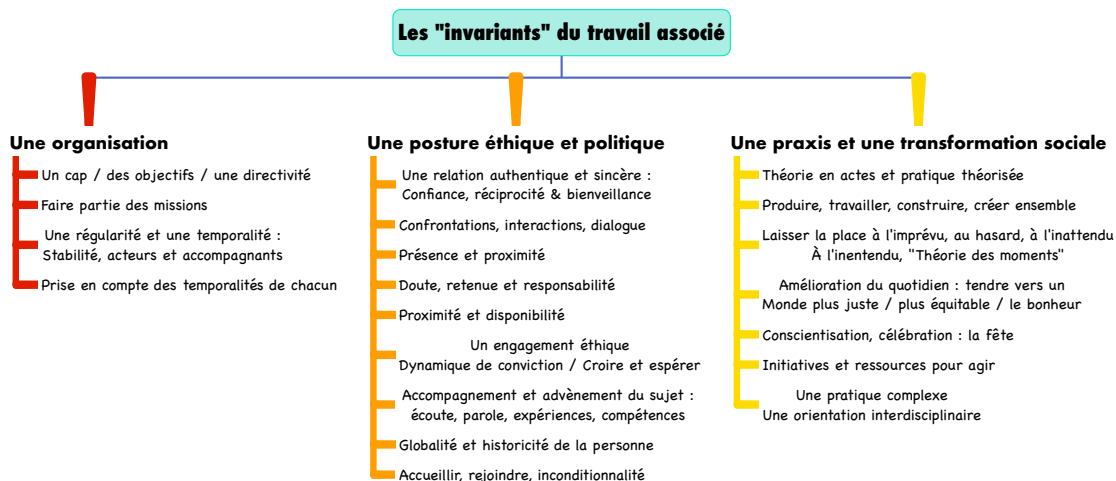 Les "invariants" du travail associé
Une organisation
Un cap / des objectifs / une directivité
Faire partie des missions
Une régularité et une temporalité :
Stabilité, acteurs et accompagnants
Prise en compte des temporalités de chacun
Une posture éthique et politique
Une relation authentique et sincère :
Confiance, réciprocité & bienveillance
Confrontations, interactions, dialogue
Présence et proximité
Doute, retenue et responsabilité
Proximité et disponibilité
Un engagement éthique
Dynamique de conviction / Croire et espérer
Accompagnement et advènement du sujet :
écoute, parole, expériences, compétences
Globalité et historicité de la personne
Accueillir, rejoindre, inconditionnalité
Une praxis et une transformation sociale
Théorie en actes et pratique théorisée
Produire, travailler, construire, créer ensemble
Laisser la place à l'imprévu, au hasard, à l'inattendu
À l'inentendu, "Théorie des moments"
Amélioration du quotidien : tendre vers un
Monde plus juste / plus équitable / le bonheur
Conscientisation, célébration : la fête
Initiatives et ressources pour agir
Une pratique complexe
Une orientation interdisciplinaire